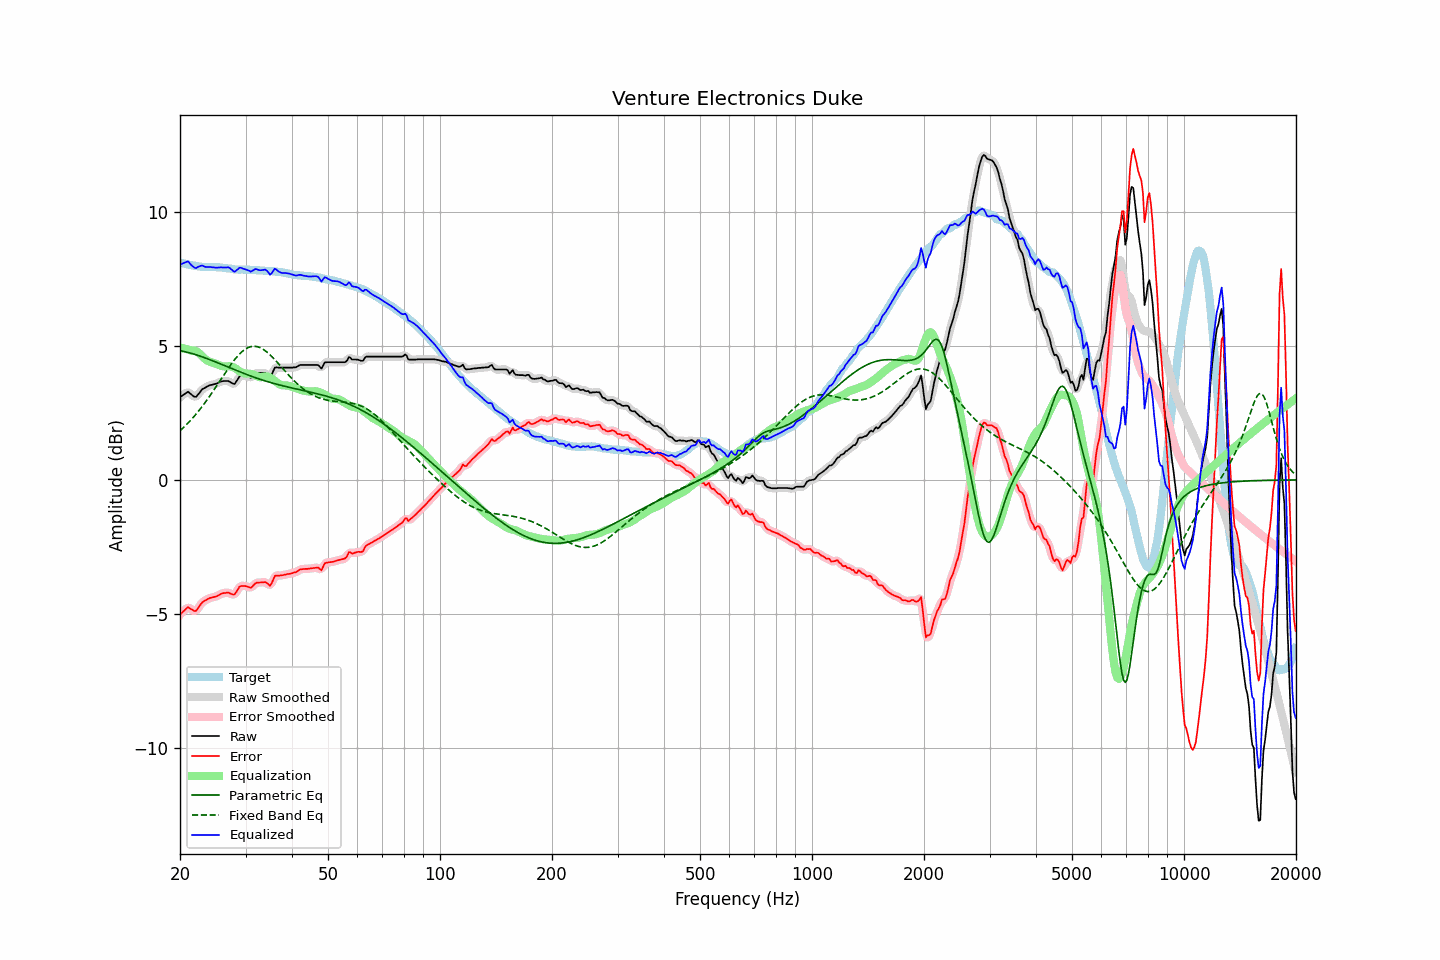 Venture Electronics Duke
Amplitude (dBr)
10
5
0
−5
−10
Target
Raw Smoothed
Error Smoothed
Raw
Error
Equalization
Parametric Eq
Fixed Band Eq
Equalized
20 50 100 200 500 1000 2000 5000 10000 20000
Frequency (Hz)